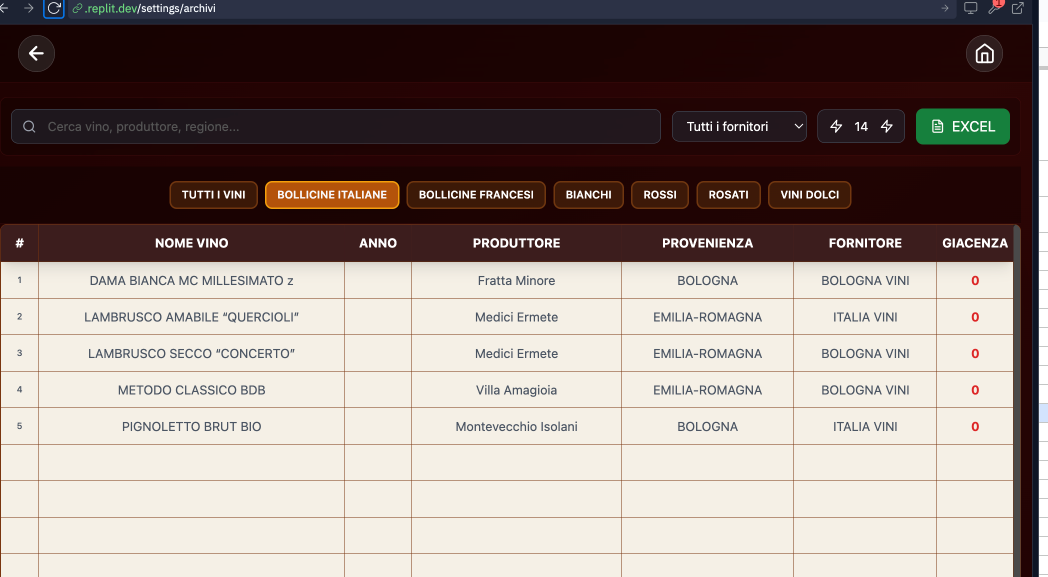 .replit.dev/settings/archivi
1
Cerca vino, produttore, regione...
Tutti i fornitori
14
EXCEL
TUTTI I VINI BOLLICINE ITALIANE BOLLICINE FRANCESI BIANCHI ROSSI ROSATI VINI DOLCI
# NOME VINO ANNO PRODUTTORE PROVENIENZA FORNITORE GIACENZA
1 DAMA BIANCA MC MILLESIMATO z Fratta Minore BOLOGNA BOLOGNA VINI 0
2 LAMBRUSCO AMABILE “QUERCIOLI” Medici Ermete EMILIA-ROMAGNA ITALIA VINI 0
3 LAMBRUSCO SECCO “CONCERTO” Medici Ermete EMILIA-ROMAGNA BOLOGNA VINI 0
4 METODO CLASSICO BDB Villa Amagioia EMILIA-ROMAGNA BOLOGNA VINI 0
5 PIGNOLETTO BRUT BIO Montevecchio Isolani BOLOGNA ITALIA VINI 0